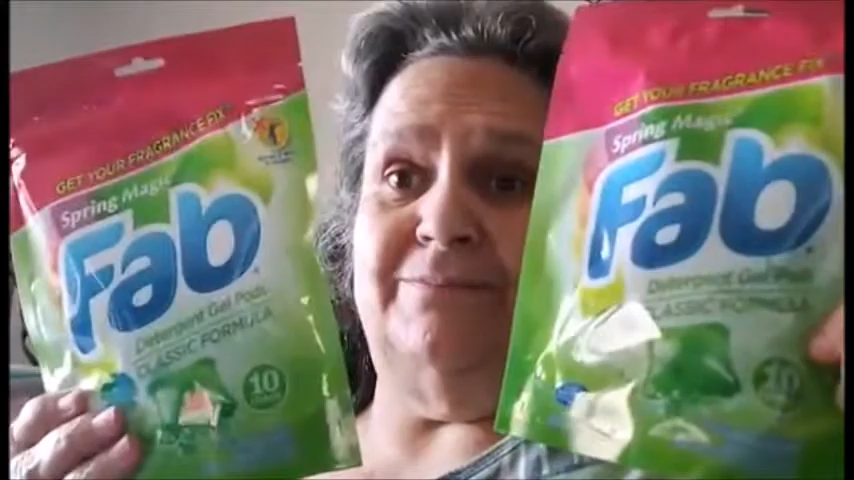 GET YOUR FRAGRANCE FIX
Spring Magic
Fab
Detergent Gel Pods
CLASSIC FORMULA
10
GET YOUR FRAGRANCE FIX
Spring Magic
Fab
Detergent Gel Pods
CLASSIC FORMULA
10